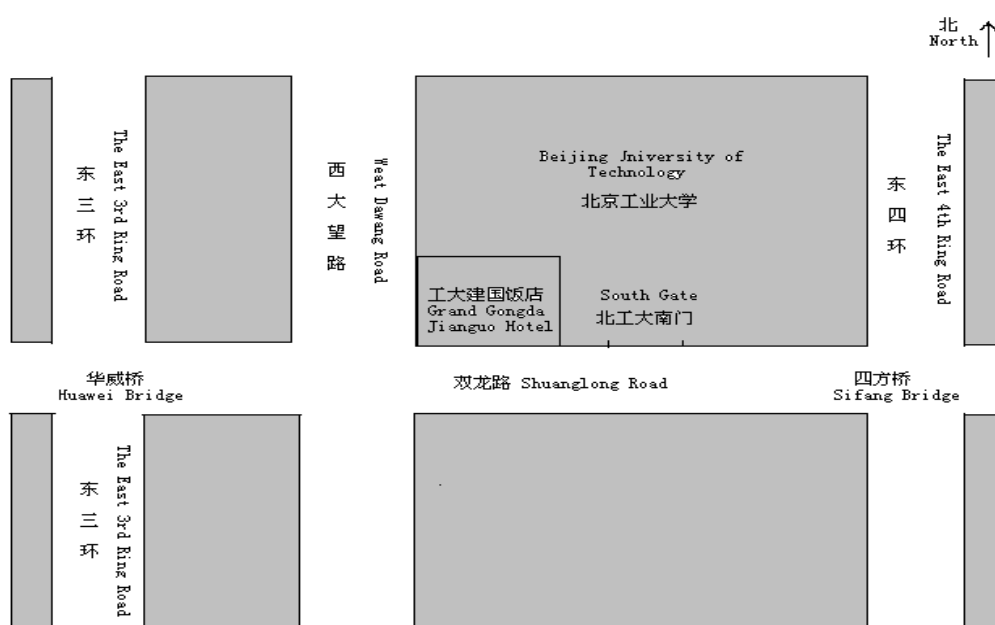 北
North
东三环
The East 3rd Ring Road
西大望路
Weat Dawang Road
Beijing Jniversity of
Technology
北京工业大学
东四环
The East 4th Ring Road
工大建国饭店
Grand Gongda
Jianguo Hotel
South Gate
北工大南门
华威桥
Huawei Bridge
双龙路 Shuanglong Road
四方桥
Sifang Bridge
东三环
The East 3rd Ring Road